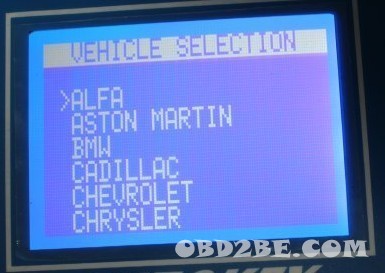 VEHICLE SELECTION
>ALFA
ASTON MARTIN
BMW
CADILLAC
CHEVROLET
CHRYSLER
OBD2BE.COM